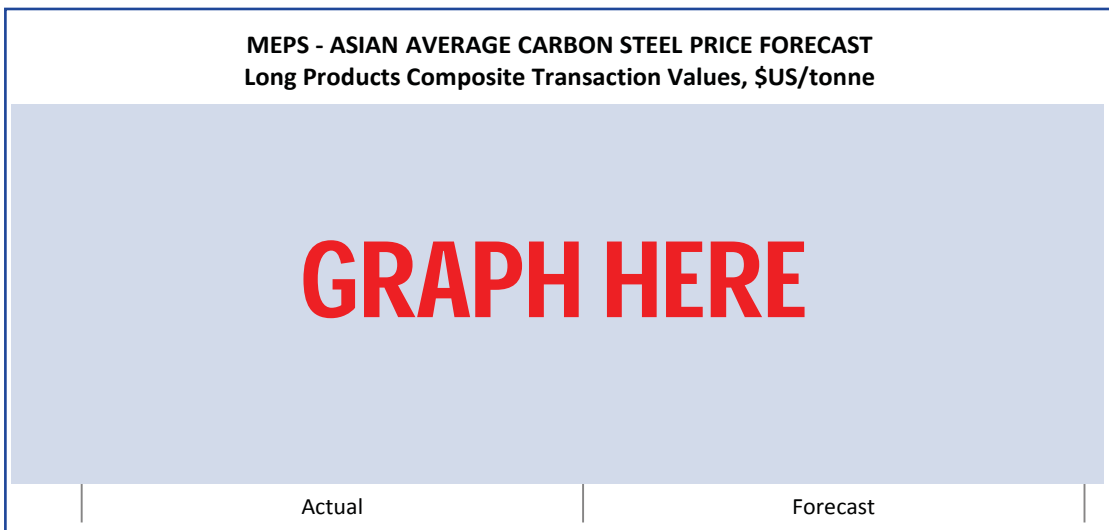 MEPS - ASIAN AVERAGE CARBON STEEL PRICE FORECAST
Long Products Composite Transaction Values, $US/tonne
GRAPH HERE
Actual
Forecast